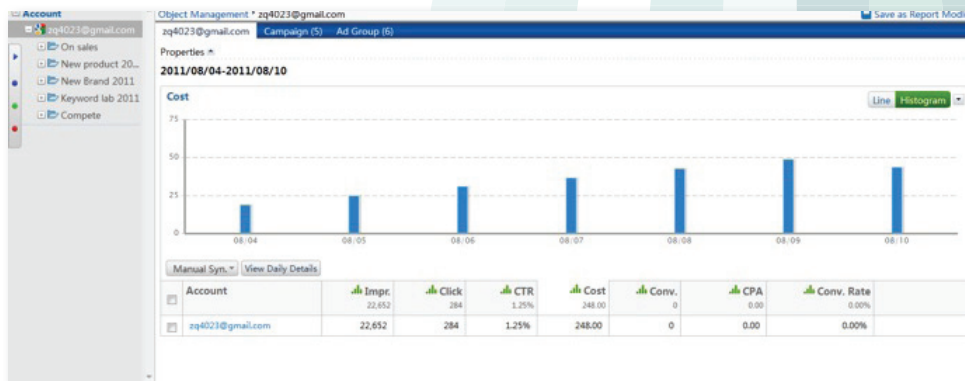 Account
Object Management * zq4023@gmail.com
Save as Report Modi
zq4023@gmail.com
zq4023@gmail.com Campaign (5) Ad Group (6)
On sales
New product 20...
New Brand 2011
Keyword lab 2011
Compete
Properties
2011/08/04-2011/08/10
Cost
Line Histogram
75
50
25
0
08/04 08/05 08/06 08/07 08/08 08/09 08/10
Manual Syn. View Daily Details
Account Impr. Click CTR Cost Conv. CPA Conv. Rate
22,652 284 1.25% 248.00 0 0.00 0.00%
zq4023@gmail.com 22,652 284 1.25% 248.00 0 0.00 0.00%